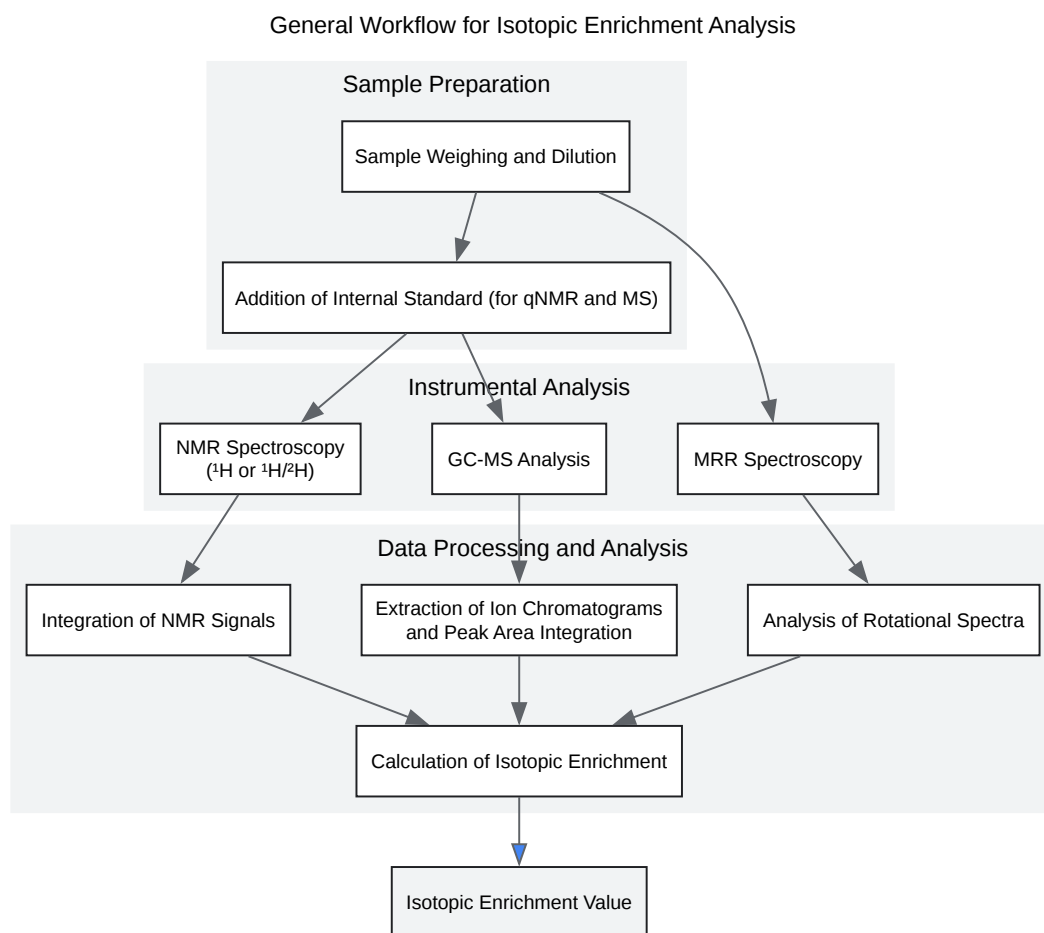 General Workflow for Isotopic Enrichment Analysis
Sample Preparation
Sample Weighing and Dilution
Addition of Internal Standard (for qNMR and MS)
Instrumental Analysis
NMR Spectroscopy
(¹H or ¹H/²H)
GC-MS Analysis
MRR Spectroscopy
Data Processing and Analysis
Integration of NMR Signals
Extraction of Ion Chromatograms
and Peak Area Integration
Analysis of Rotational Spectra
Calculation of Isotopic Enrichment
Isotopic Enrichment Value